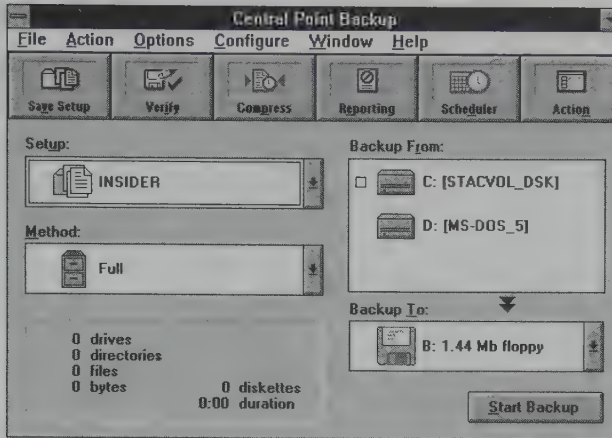 Central Point Backup
File Action Options Configure Window Help
Save Setup Verify Compress Reporting Scheduler Action
Setup:
INSIDER
Method:
Full
0 drives
0 directories
0 files
0 bytes 0 diskettes
0:00 duration
Backup From:
C: [STACVOL_DSK]
D: [MS-DOS_5]
Backup To:
B: 1.44 Mb floppy
Start Backup